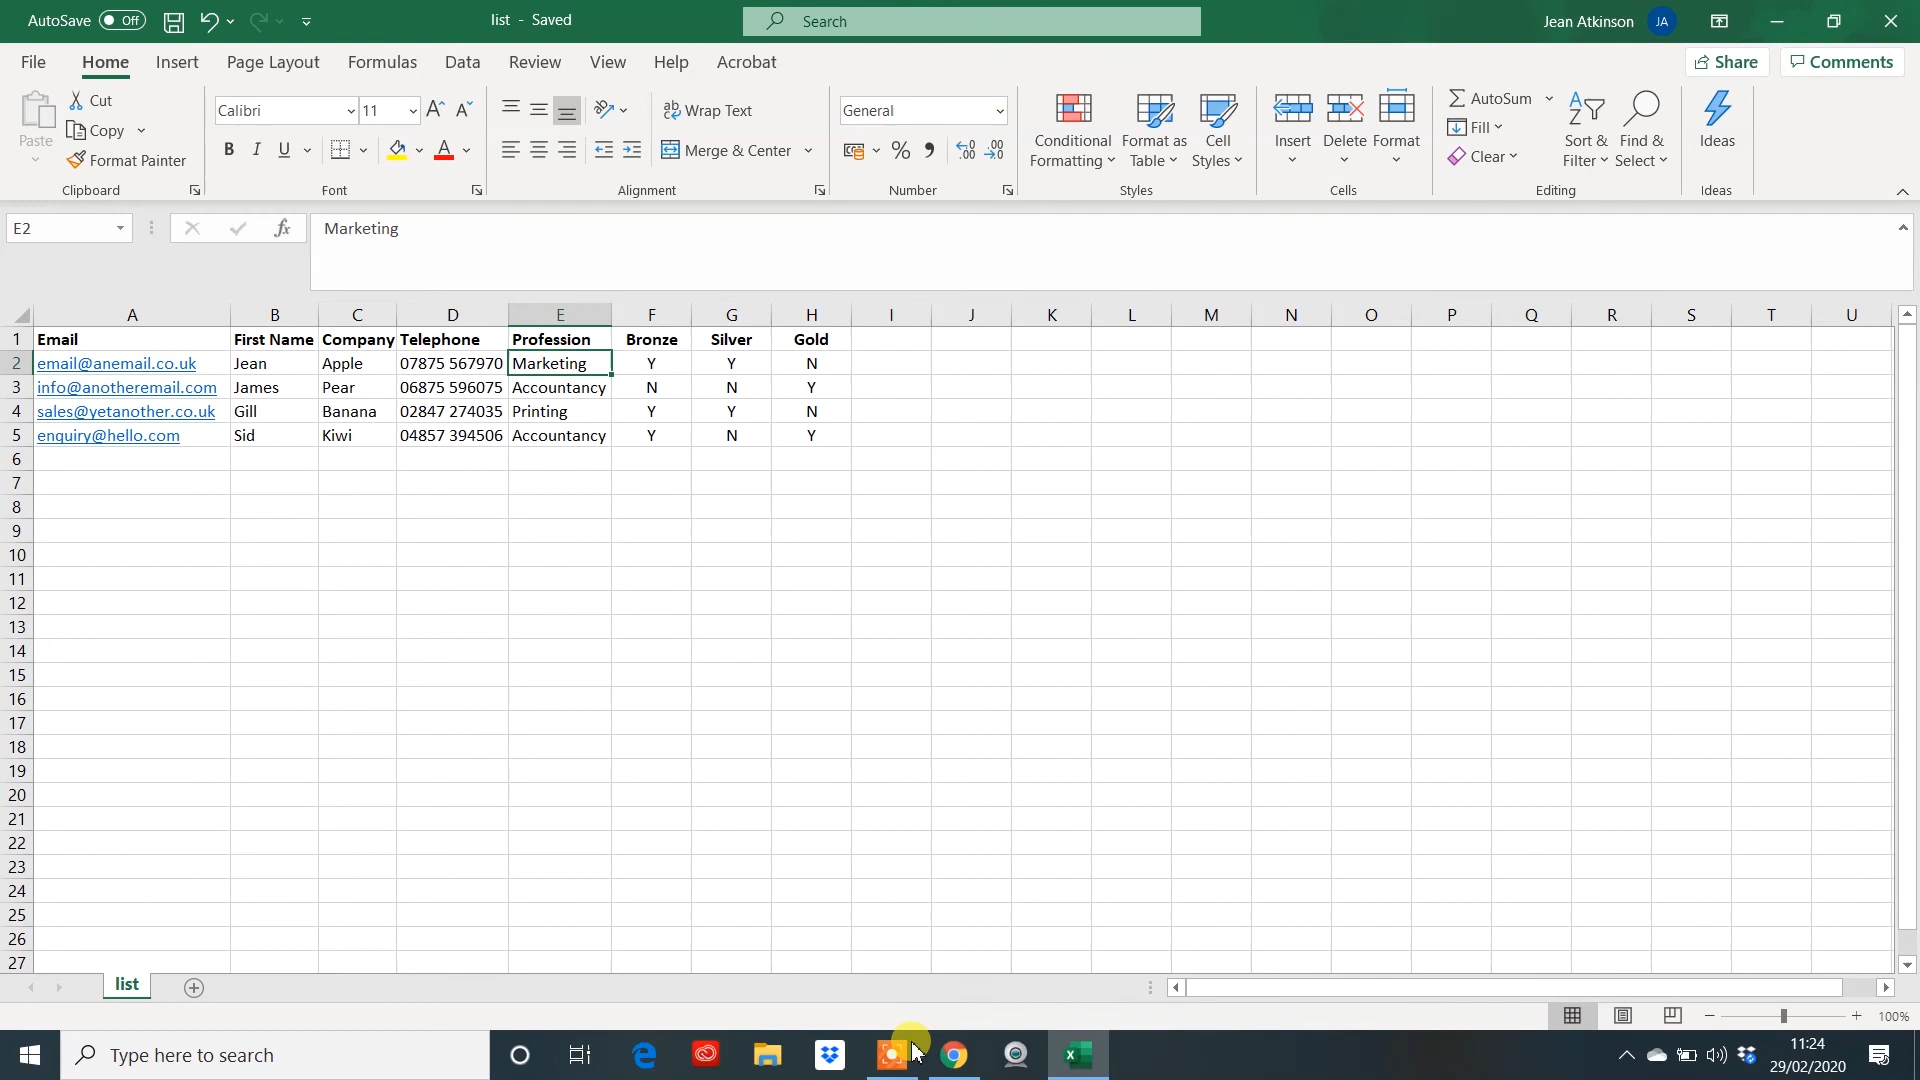 AutoSave Off list - Saved Search Jean Atkinson JA
File Home Insert Page Layout Formulas Data Review View Help Acrobat Share Comments
Paste Cut Copy Format Painter
Clipboard
Calibri 11 A A
B I U A
Font
Wrap Text
Merge & Center
Alignment
General
% , .00 .00
Number
Conditional Formatting
Format as Table
Cell Styles
Styles
Insert Delete Format
Cells
AutoSum
Fill
Clear
Sort & Filter
Find & Select
Editing
Ideas
Ideas
E2 fx Marketing
A B C D E F G H I J K L M N O P Q R S T U
1 Email First Name Company Telephone Profession Bronze Silver Gold
2 email@anemail.co.uk Jean Apple 07875 567970 Marketing Y Y N
3 info@anotheremail.com James Pear 06875 596075 Accountancy N N Y
4 sales@yetanother.co.uk Gill Banana 02847 274035 Printing Y Y N
5 enquiry@hello.com Sid Kiwi 04857 394506 Accountancy Y N Y
6
7
8
9
10
11
12
13
14
15
16
17
18
19
20
21
22
23
24
25
26
27
list
100%
Type here to search
11:24
29/02/2020